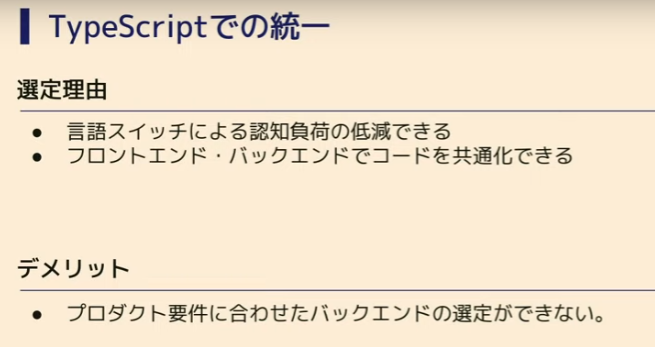 TypeScriptでの統一
選定理由
● 言語スイッチによる認知負荷の低減できる
● フロントエンド・バックエンドでコードを共通化できる
デメリット
● プロダクト要件に合わせたバックエンドの選定ができない。